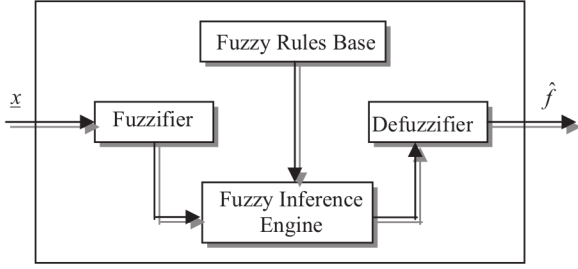 Fuzzy Rules Base
x
Fuzzifier
Defuzzifier
f̂
Fuzzy Inference
Engine